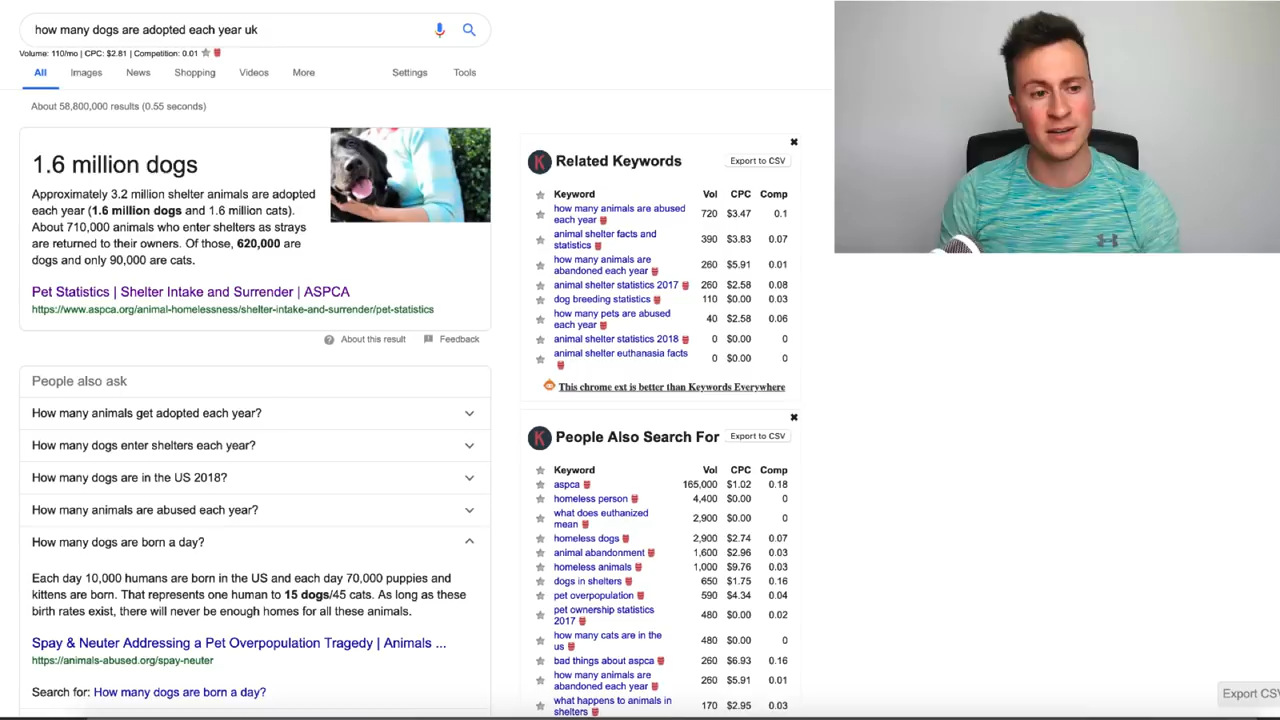 how many dogs are adopted each year uk
Volume: 110/mo | CPC: $2.81 | Competition: 0.01
All Images News Shopping Videos More Settings Tools
About 58,800,000 results (0.55 seconds)
1.6 million dogs
Approximately 3.2 million shelter animals are adopted
each year (1.6 million dogs and 1.6 million cats).
About 710,000 animals who enter shelters as strays
are returned to their owners. Of those, 620,000 are
dogs and only 90,000 are cats.
Pet Statistics | Shelter Intake and Surrender | ASPCA
https://www.aspca.org/animal-homelessness/shelter-intake-and-surrender/pet-statistics
About this result Feedback
People also ask
How many animals get adopted each year?
How many dogs enter shelters each year?
How many dogs are in the US 2018?
How many animals are abused each year?
How many dogs are born a day?
Each day 10,000 humans are born in the US and each day 70,000 puppies and
kittens are born. That represents one human to 15 dogs/45 cats. As long as these
birth rates exist, there will never be enough homes for all these animals.
Spay & Neuter Addressing a Pet Overpopulation Tragedy | Animals ...
https://animals-abused.org/spay-neuter
Search for: How many dogs are born a day?
K Related Keywords Export to CSV
Keyword Vol CPC Comp
how many animals are abused
each year 720 $3.47 0.1
animal shelter facts and
statistics 390 $3.83 0.07
how many animals are
abandoned each year 260 $5.91 0.01
animal shelter statistics 2017 260 $2.58 0.08
dog breeding statistics 110 $0.00 0.03
how many pets are abused
each year 40 $2.58 0.06
animal shelter statistics 2018 0 $0.00 0
animal shelter euthanasia facts 0 $0.00 0
This chrome ext is better than Keywords Everywhere
K People Also Search For Export to CSV
Keyword Vol CPC Comp
aspca 165,000 $1.02 0.18
homeless person 4,400 $0.00 0
what does euthanized
mean 2,900 $0.00 0
homeless dogs 2,900 $2.74 0.07
animal abandonment 1,600 $2.96 0.03
homeless animals 1,000 $9.76 0.03
dogs in shelters 650 $1.75 0.16
pet overpopulation 590 $4.34 0.04
pet ownership statistics
2017 480 $0.00 0.02
how many cats are in the
us 480 $0.00 0
bad things about aspca 260 $6.93 0.16
how many animals are
abandoned each year 260 $5.91 0.01
what happens to animals in
shelters 170 $2.95 0.03
Export CSV